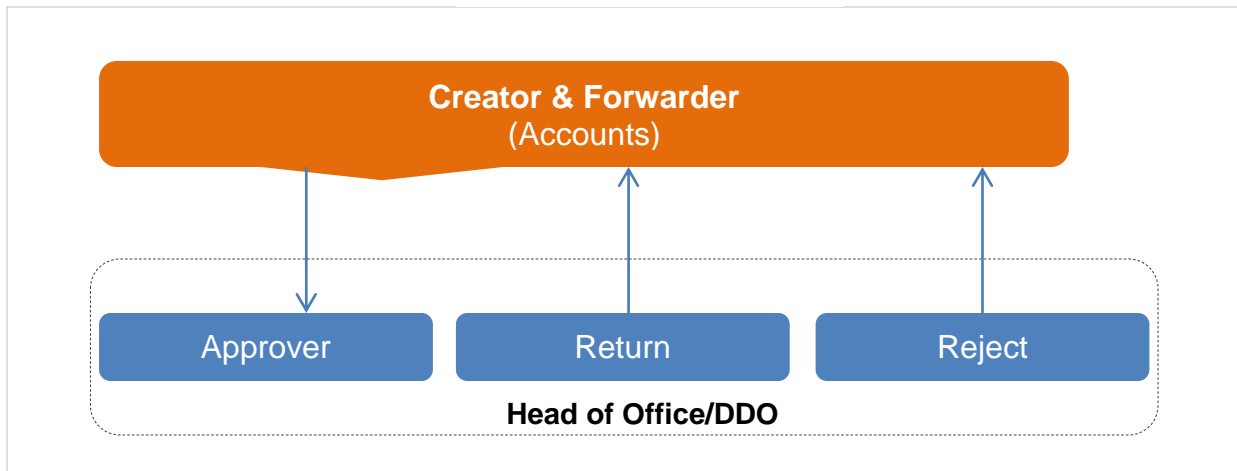 Creator & Forwarder
(Accounts)
Approver
Return
Reject
Head of Office/DDO